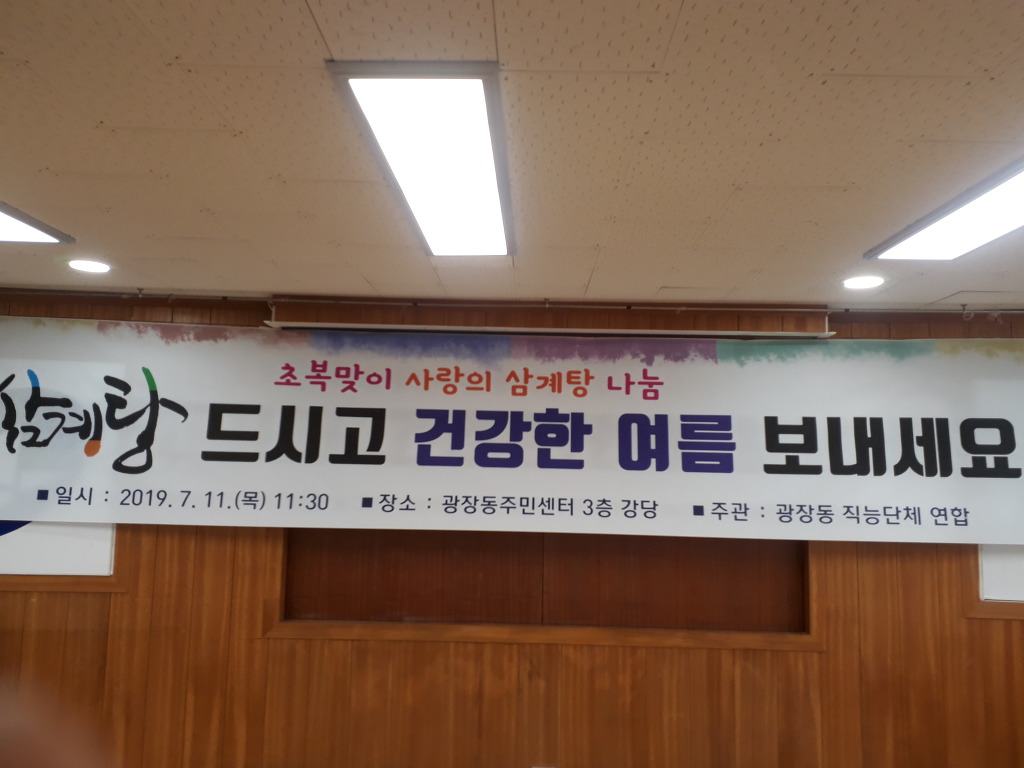 초복맞이 사랑의 삼계탕 나눔
삼계탕 드시고 건강한 여름 보내세요
■ 일시 : 2019. 7. 11.(목) 11:30 ■ 장소 : 광장동주민센터 3층 강당 ■ 주관 : 광장동 직능단체 연합